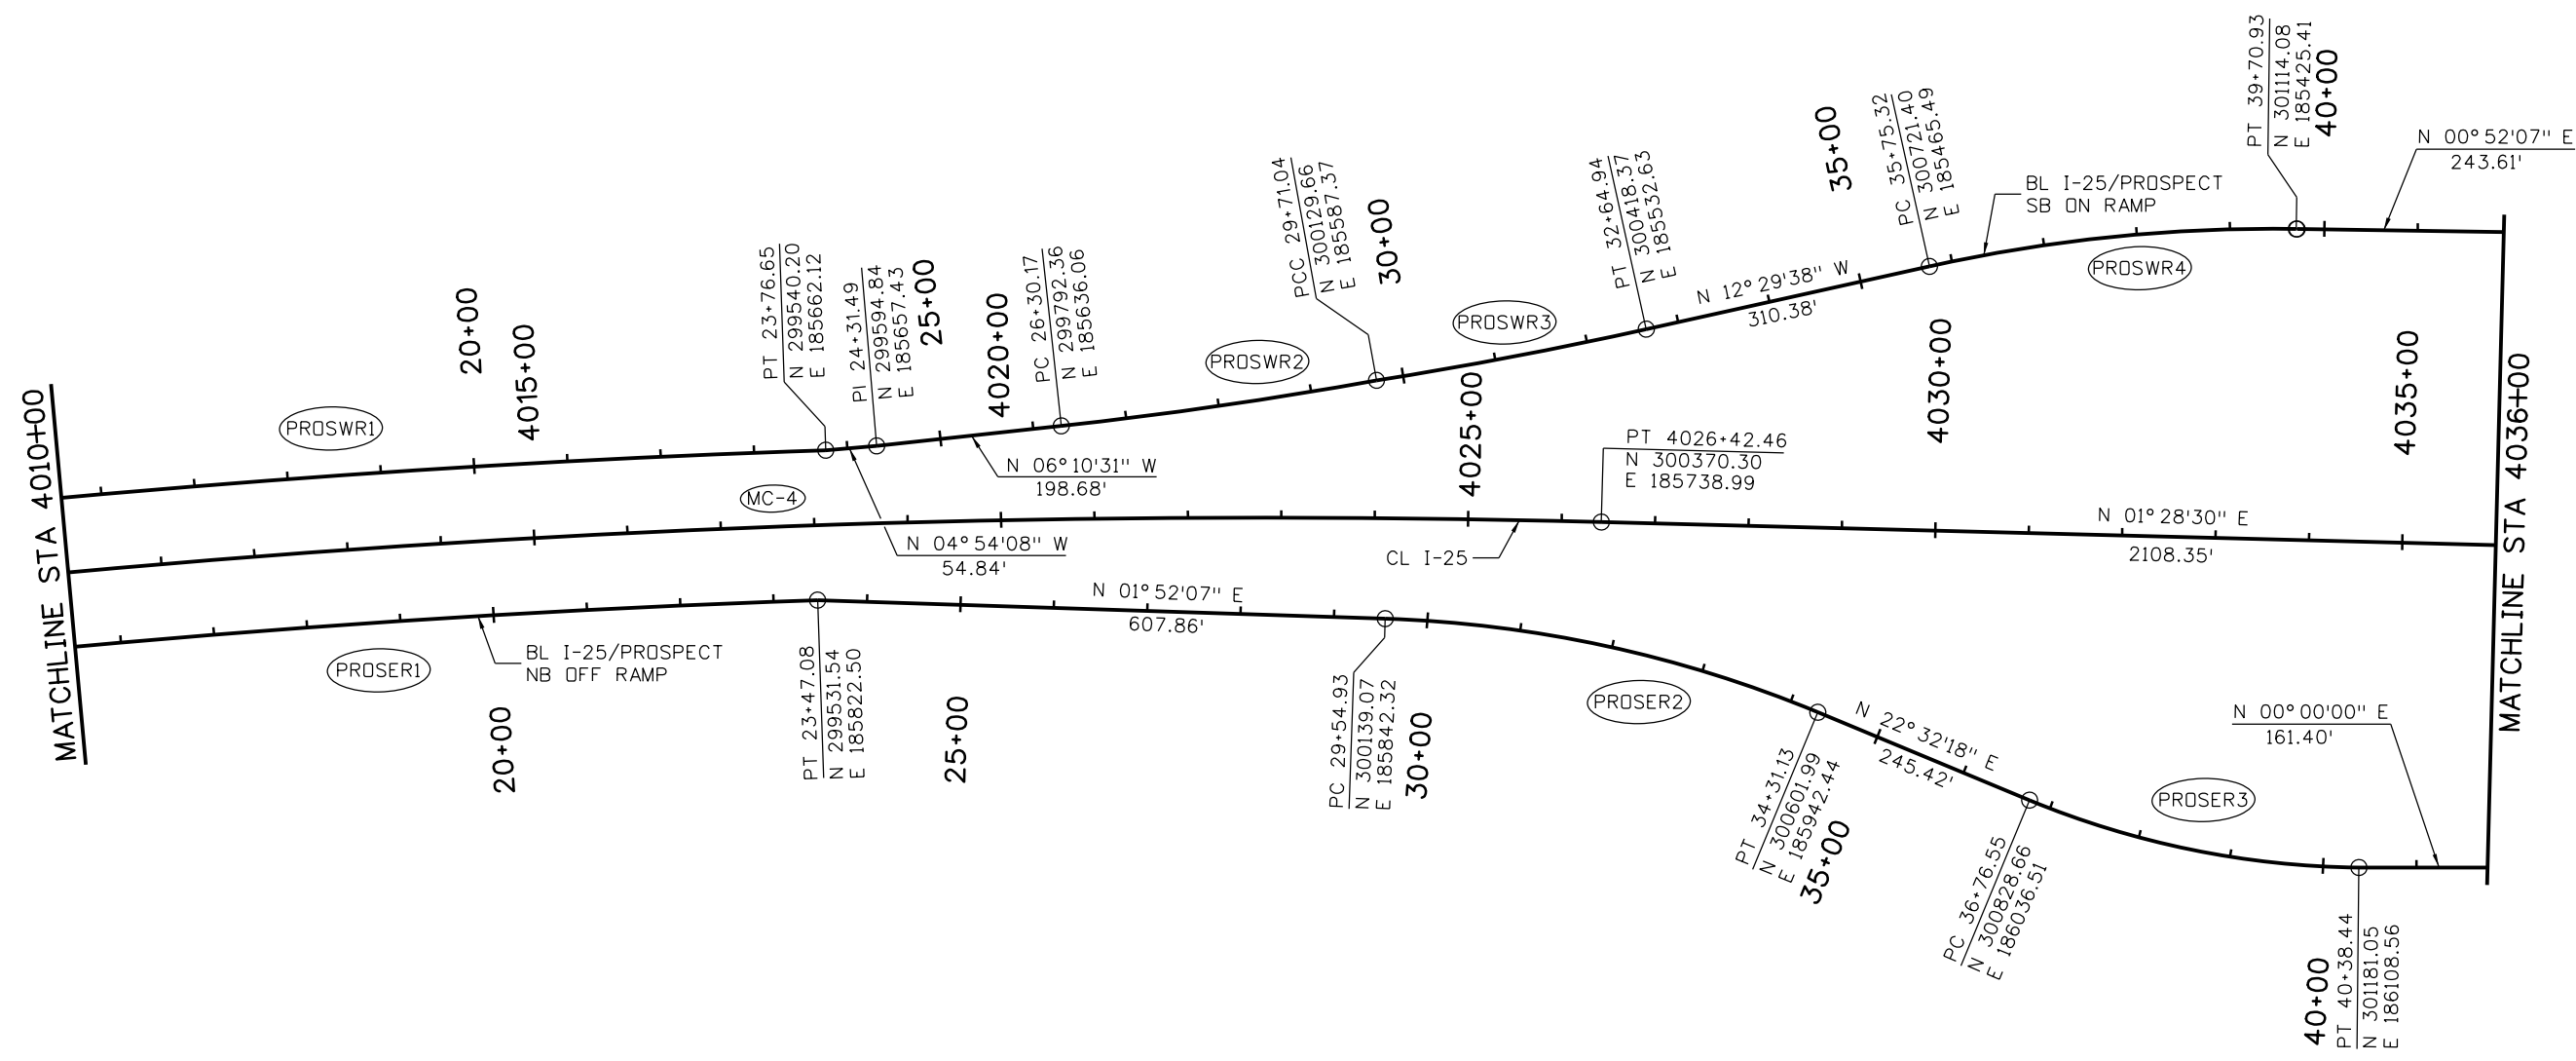 MATCHLINE STA 4010+00
PROSWR1
20+00
4015+00
PT 23+76.65
N 299540.20
E 185662.12
PI 24+31.49
N 299594.84
E 185657.43
25+00
4020+00
PC 26+30.17
N 299792.36
E 185636.06
N 06°10'31" W
198.68'
MC-4
N 04°54'08" W
54.84'
PROSWR2
PCC 29+71.04
N 300129.66
E 185587.37
30+00
PROSWR3
4025+00
PT 32+64.94
N 300418.37
E 185532.63
N 12°29'38" W
310.38'
35+00
PC 35+75.32
N 300721.40
E 185465.49
BL I-25/PROSPECT
SB ON RAMP
PROSWR4
PT 39+70.93
N 301114.08
E 185425.41
40+00
N 00°52'07" E
243.61'
PT 4026+42.46
N 300370.30
E 185738.99
CL I-25
4030+00
N 01°28'30" E
2108.35'
4035+00
MATCHLINE STA 4036+00
PROSER1
BL I-25/PROSPECT
NB OFF RAMP
20+00
PT 23+47.08
N 299531.54
E 185822.50
25+00
N 01°52'07" E
607.86'
PC 29+54.93
N 300139.07
E 185842.32
30+00
PROSER2
PT 34+31.13
N 300601.99
E 185942.44
35+00
N 22°32'18" E
245.42'
PC 36+76.55
N 300828.66
E 186036.51
PROSER3
N 00°00'00" E
161.40'
40+00
PT 40+38.44
N 301181.05
E 186108.56